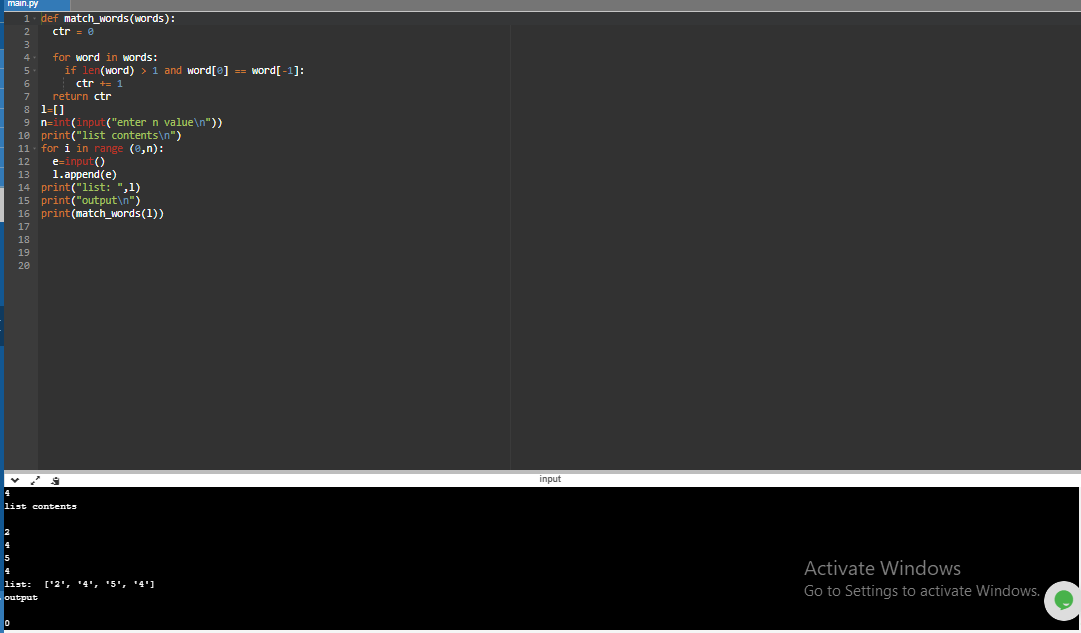 main.py
1 def match_words(words):
2   ctr = 0
3
4   for word in words:
5     if len(word) > 1 and word[0] == word[-1]:
6       ctr += 1
7   return ctr
8 l=[]
9 n=int(input("enter n value\n"))
10 print("list contents\n")
11 for i in range (0,n):
12   e=input()
13   l.append(e)
14 print("list: ",l)
15 print("output\n")
16 print(match_words(l))
17
18
19
20
input
4
list contents
2
4
5
4
list:  ['2', '4', '5', '4']
output
0
Activate Windows
Go to Settings to activate Windows.